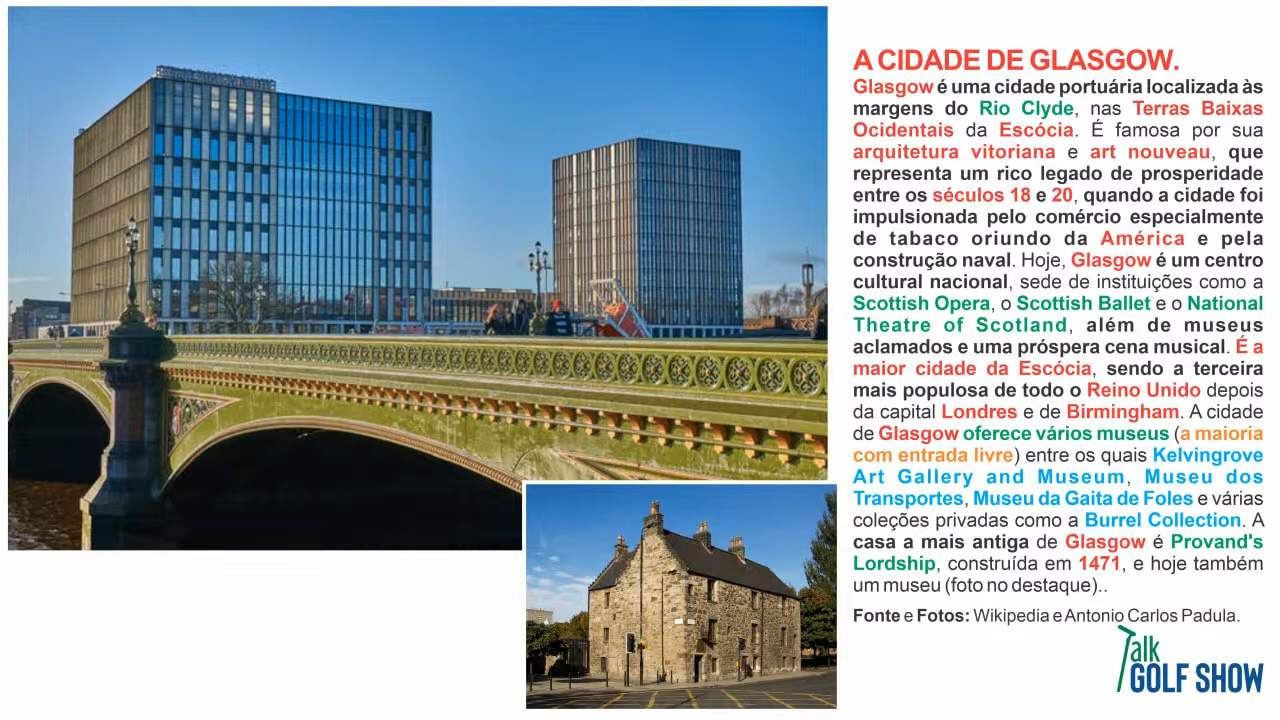 A CIDADE DE GLASGOW.
Glasgow é uma cidade portuária localizada às
margens do Rio Clyde, nas Terras Baixas
Ocidentais da Escócia. É famosa por sua
arquitetura vitoriana e art nouveau, que
representa um rico legado de prosperidade
entre os séculos 18 e 20, quando a cidade foi
impulsionada pelo comércio especialmente
de tabaco oriundo da América e pela
construção naval. Hoje, Glasgow é um centro
cultural nacional, sede de instituições como a
Scottish Opera, o Scottish Ballet e o National
Theatre of Scotland, além de museus
aclamados e uma próspera cena musical. É a
maior cidade da Escócia, sendo a terceira
mais populosa de todo o Reino Unido depois
da capital Londres e de Birmingham. A cidade
de Glasgow oferece vários museus (a maioria
com entrada livre) entre os quais Kelvingrove
Art Gallery and Museum, Museu dos
Transportes, Museu da Gaita de Foles e várias
coleções privadas como a Burrel Collection. A
casa a mais antiga de Glasgow é Provand's
Lordship, construída em 1471, e hoje também
um museu (foto no destaque)..
Fonte e Fotos: Wikipedia e Antonio Carlos Padula.
Talk
GOLF SHOW